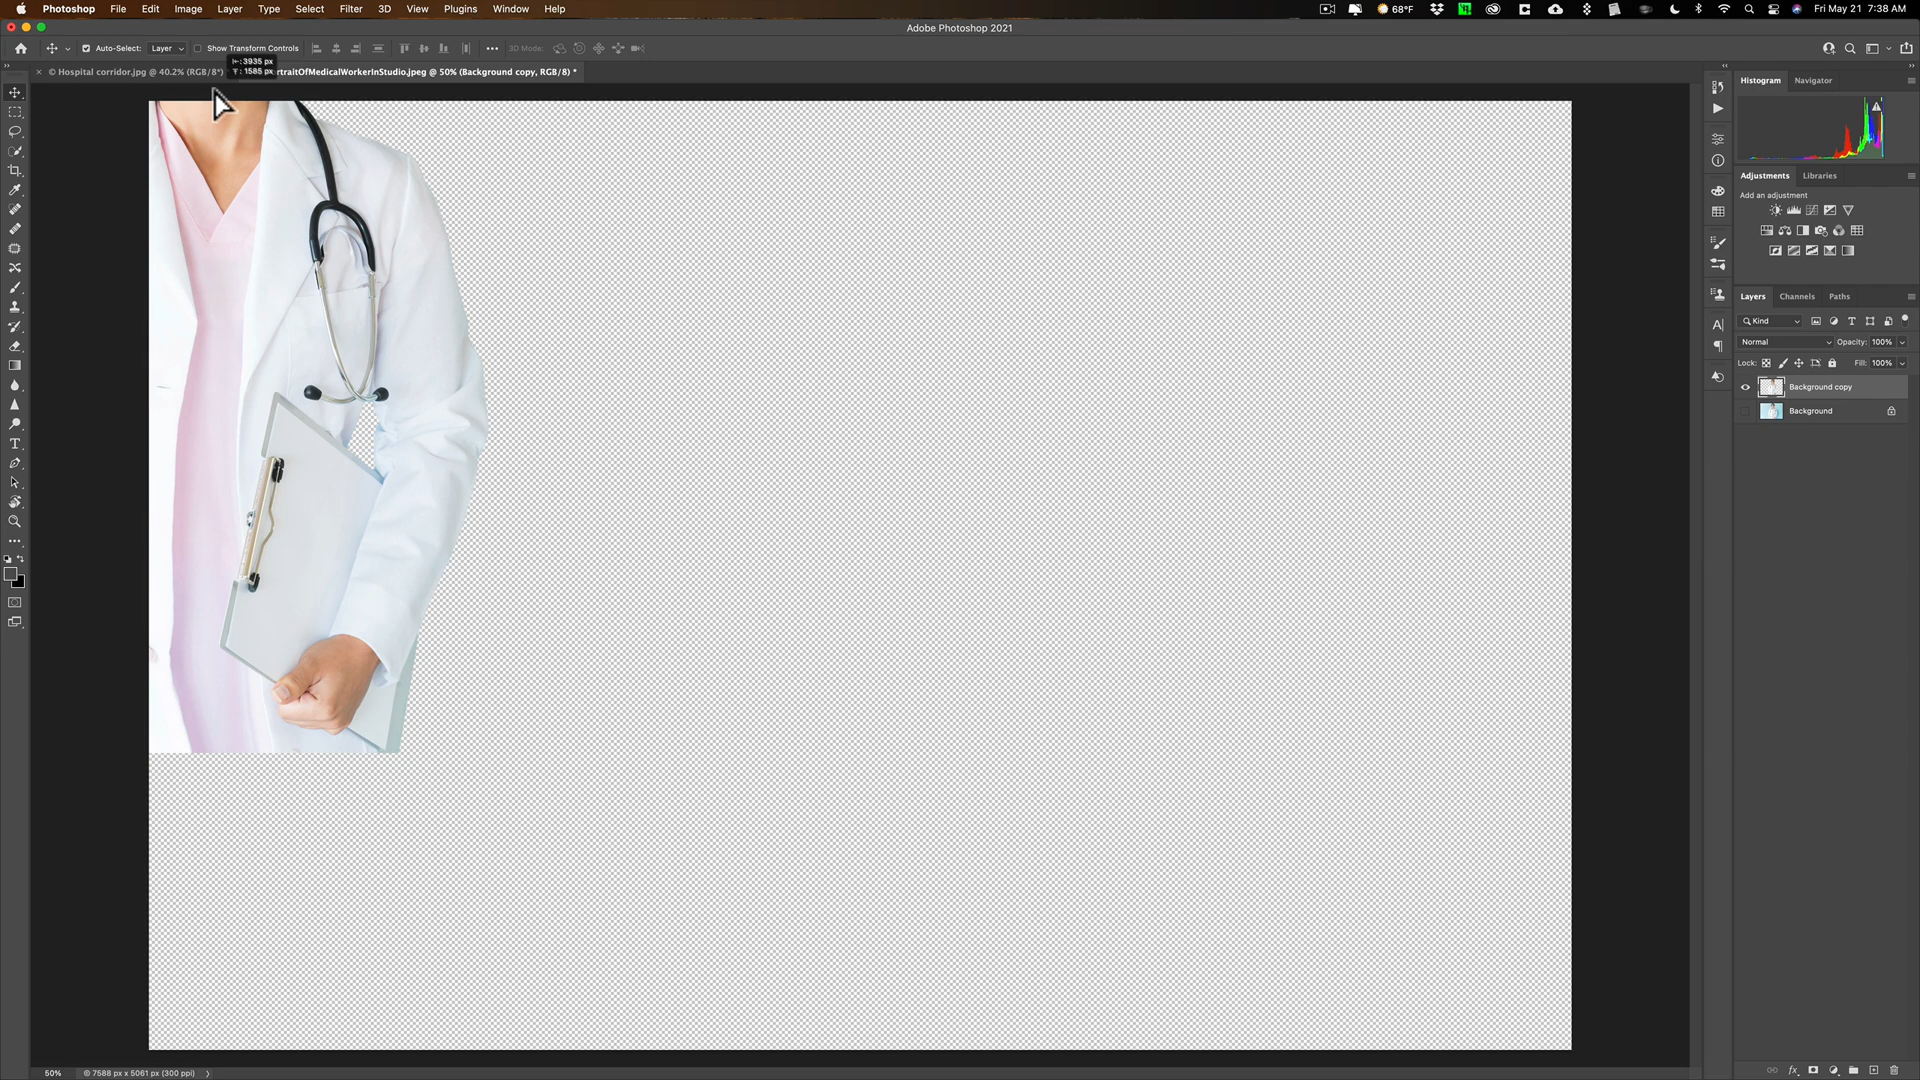 Photoshop File Edit Image Layer Type Select Filter 3D View Plugins Window Help 68°F Fri May 21 7:38 AM
Adobe Photoshop 2021
Auto-Select: Layer Show Transform Controls 3D Mode:
H: 3935 px
V: 1585 px
× © Hospital corridor.jpg @ 40.2% (RGB/8*) rtraitOfMedicalWorkerInStudio.jpeg @ 50% (Background copy, RGB/8) *
Histogram Navigator
Adjustments Libraries
Add an adjustment
Layers Channels Paths
Kind
Normal Opacity: 100%
Lock: Fill: 100%
Background copy
Background
50% 7588 px x 5061 px (300 ppi)